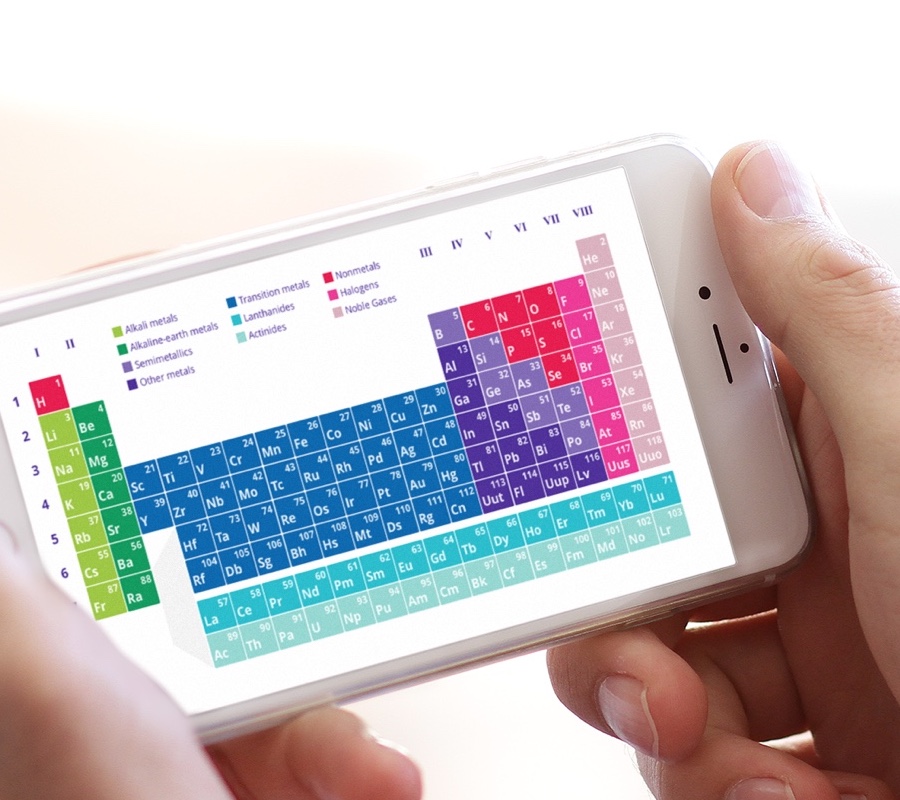 III IV V VI VII VIII
I II
Alkali metals
Alkaline-earth metals
Semimetallics
Other metals
Transition metals
Lanthanides
Actinides
Nonmetals
Halogens
Noble Gases
1 H 1 He 2
2 Li 3 Be 4 B 5 C 6 N 7 O 8 F 9 Ne 10
3 Na 11 Mg 12 Al 13 Si 14 P 15 S 16 Cl 17 Ar 18
4 K 19 Ca 20 Sc 21 Ti 22 V 23 Cr 24 Mn 25 Fe 26 Co 27 Ni 28 Cu 29 Zn 30 Ga 31 Ge 32 As 33 Se 34 Br 35 Kr 36
5 Rb 37 Sr 38 Y 39 Zr 40 Nb 41 Mo 42 Tc 43 Ru 44 Rh 45 Pd 46 Ag 47 Cd 48 In 49 Sn 50 Sb 51 Te 52 I 53 Xe 54
6 Cs 55 Ba 56 Hf 72 Ta 73 W 74 Re 75 Os 76 Ir 77 Pt 78 Au 79 Hg 80 Tl 81 Pb 82 Bi 83 Po 84 At 85 Rn 86
Fr 87 Ra 88 Rf 104 Db 105 Sg 106 Bh 107 Hs 108 Mt 109 Ds 110 Rg 111 Cn 112 Uut 113 Fl 114 Uup 115 Lv 116 Uus 117 Uuo 118
La 57 Ce 58 Pr 59 Nd 60 Pm 61 Sm 62 Eu 63 Gd 64 Tb 65 Dy 66 Ho 67 Er 68 Tm 69 Yb 70 Lu 71
Ac 89 Th 90 Pa 91 U 92 Np 93 Pu 94 Am 95 Cm 96 Bk 97 Cf 98 Es 99 Fm 100 Md 101 No 102 Lr 103